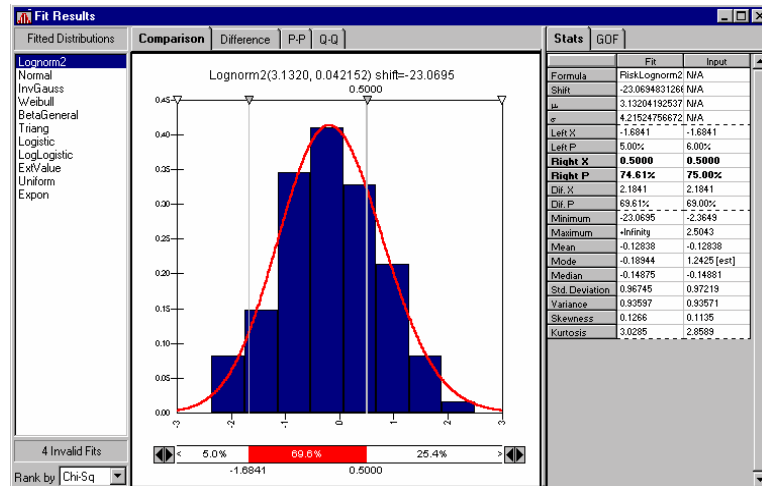 Fit Results
Fitted Distributions
Comparison Difference P-P Q-Q
Stats GOF
Lognorm2
Normal
InvGauss
Weibull
BetaGeneral
Triang
Logistic
LogLogistic
ExtValue
Uniform
Expon
4 Invalid Fits
Rank by Chi-Sq
Lognorm2(3.1320, 0.042152) shift=-23.0695
0.5000
0.45
0.40
0.35
0.30
0.25
0.20
0.15
0.10
0.05
0.00
-3 -2 -1 0 1 2 3
< 5.0% 69.6% 25.4% >
-1.6841 0.5000
Fit Input
Formula RiskLognorm2 N/A
Shift -23.0694831266 N/A
μ 3.13204192537 N/A
σ 4.21524756672 N/A
Left X -1.6841 -1.6841
Left P 5.00% 6.00%
Right X 0.5000 0.5000
Right P 74.61% 75.00%
Dif. X 2.1841 2.1841
Dif. P 69.61% 69.00%
Minimum -23.0695 -2.3649
Maximum +Infinity 2.5043
Mean -0.12838 -0.12838
Mode -0.18944 1.2425 [est]
Median -0.14875 -0.14881
Std. Deviation 0.96745 0.97219
Variance 0.93597 0.93571
Skewness 0.1266 0.1135
Kurtosis 3.0285 2.8589